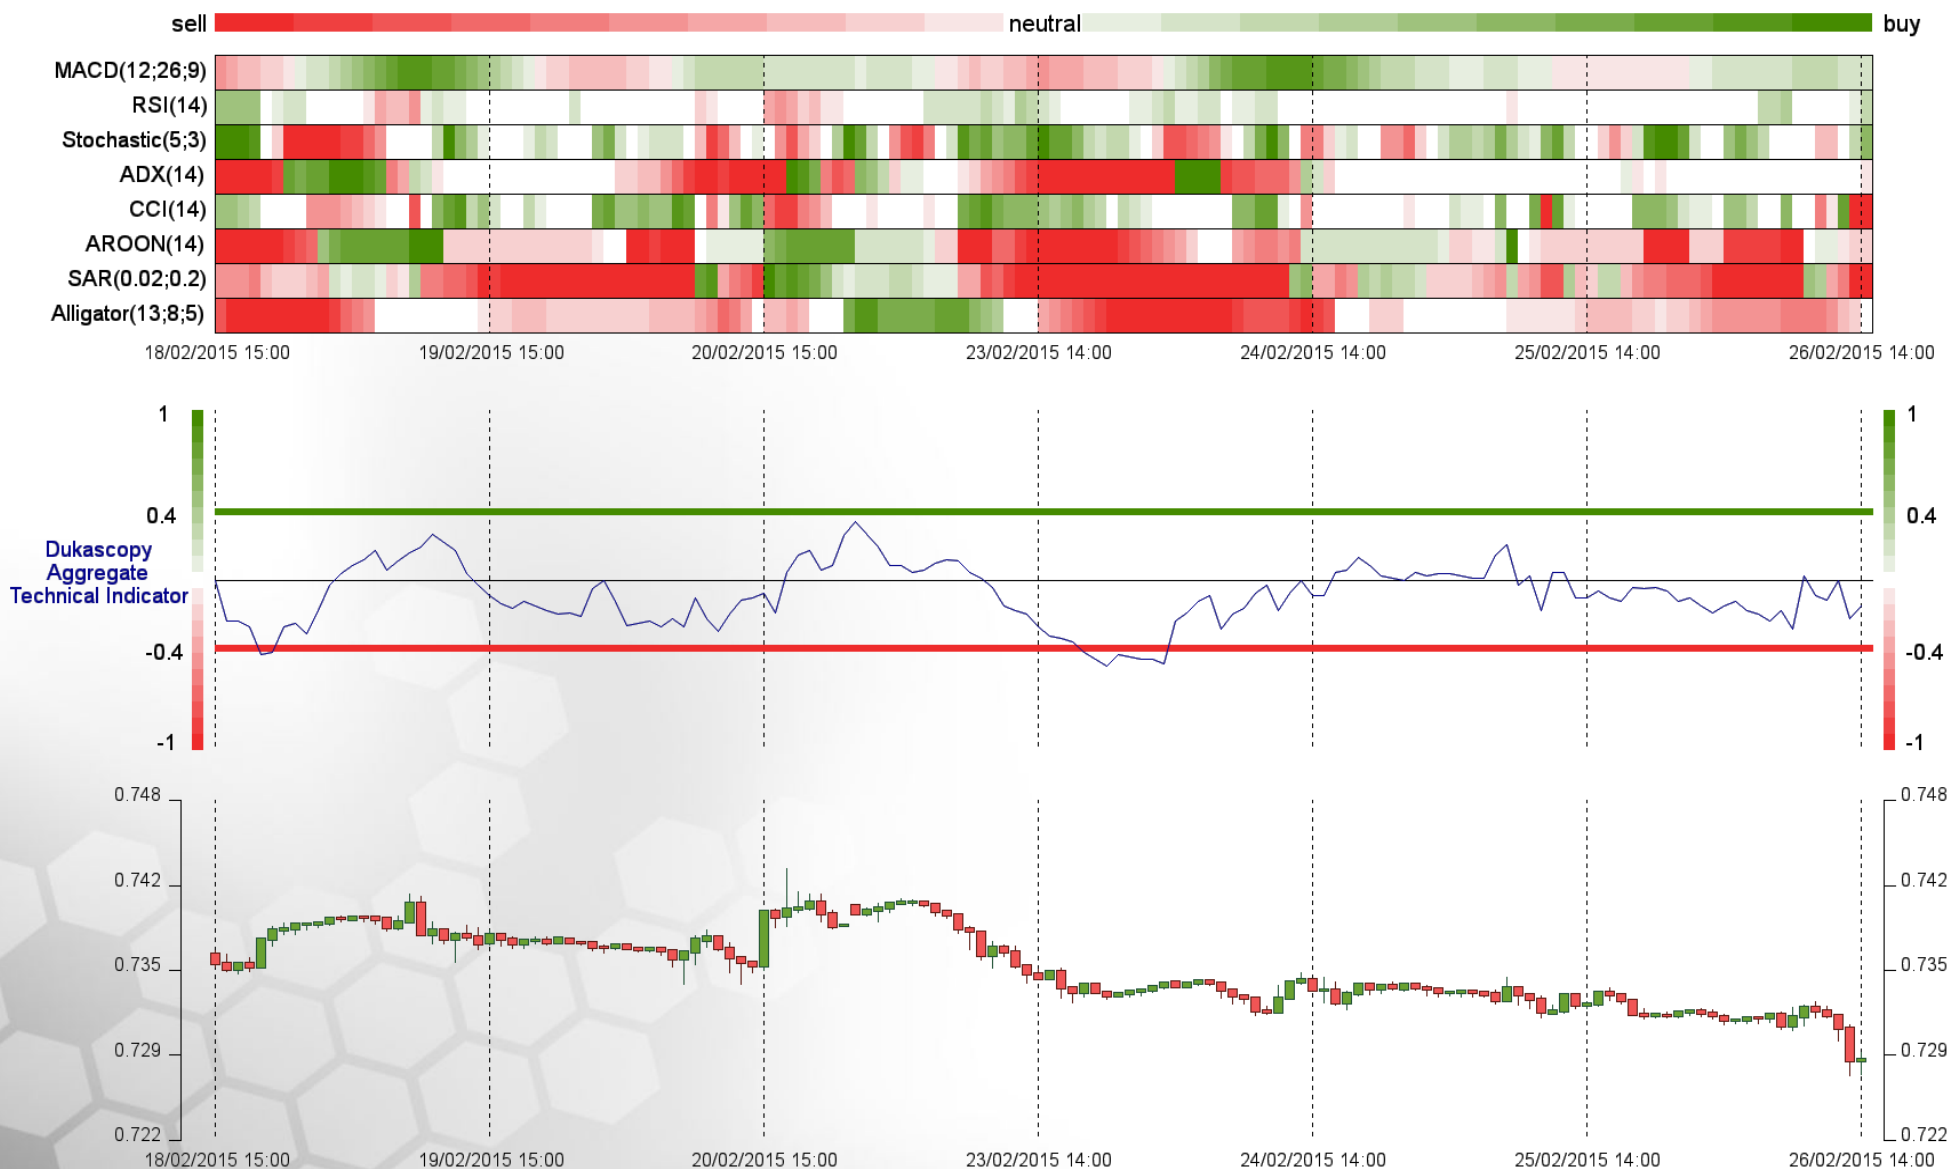 sell neutral buy
MACD(12;26;9)
RSI(14)
Stochastic(5;3)
ADX(14)
CCI(14)
AROON(14)
SAR(0.02;0.2)
Alligator(13;8;5)
18/02/2015 15:00 19/02/2015 15:00 20/02/2015 15:00 23/02/2015 14:00 24/02/2015 14:00 25/02/2015 14:00 26/02/2015 14:00
1 1
0.4 0.4
Dukascopy
Aggregate
Technical Indicator
-0.4 -0.4
-1 -1
0.748 0.748
0.742 0.742
0.735 0.735
0.729 0.729
0.722 0.722
18/02/2015 15:00 19/02/2015 15:00 20/02/2015 15:00 23/02/2015 14:00 24/02/2015 14:00 25/02/2015 14:00 26/02/2015 14:00